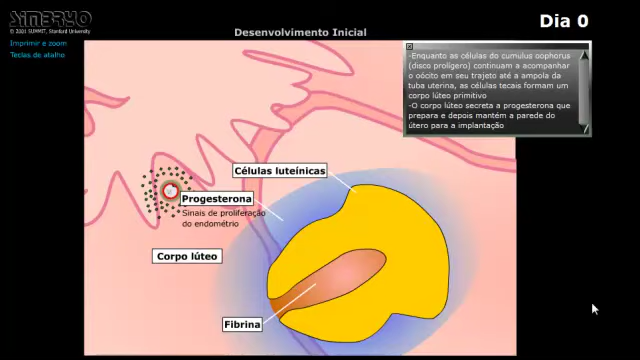 SIMBRYO
© 2001 SUMMIT, Stanford University
Imprimir e zoom
Teclas de atalho
Desenvolvimento Inicial
Dia 0
-Enquanto as células do cumulus oophorus
(disco prolígero) continuam a acompanhar
o oócito em seu trajeto até a ampola da
tuba uterina, as células tecais formam um
corpo lúteo primitivo
-O corpo lúteo secreta a progesterona que
prepara e depois mantém a parede do
útero para a implantação
Células luteínicas
Progesterona
Sinais de proliferação
do endométrio
Corpo lúteo
Fibrina